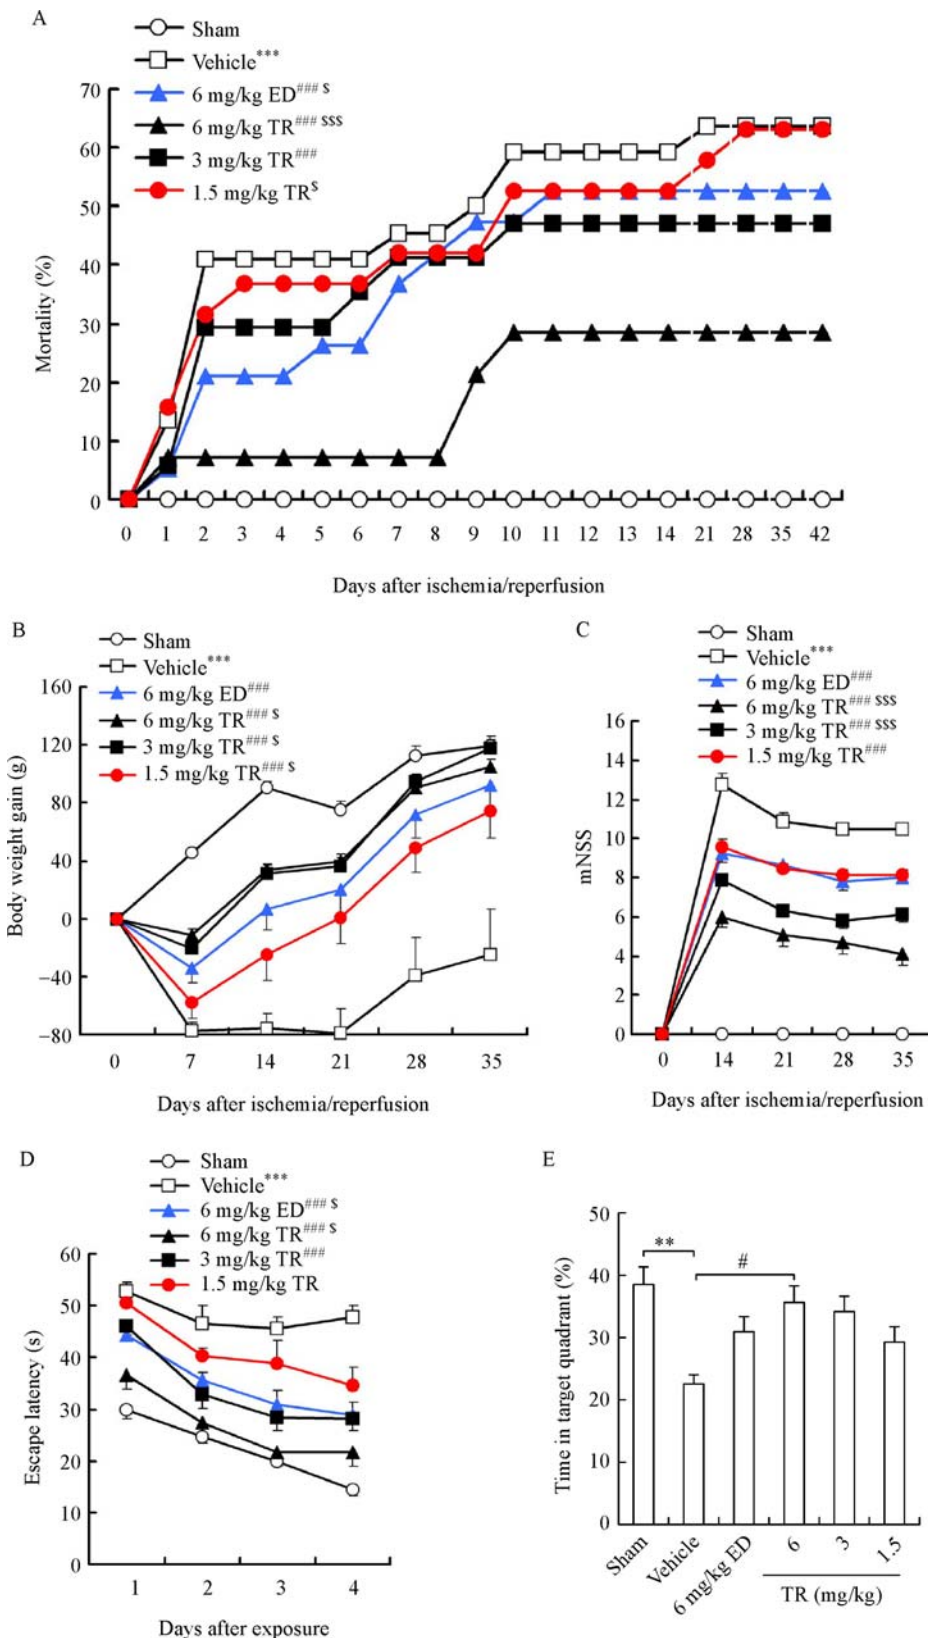 A
Sham
Vehicle***
6 mg/kg ED### $
6 mg/kg TR### $$$
3 mg/kg TR###
1.5 mg/kg TR$
70
60
50
40
30
20
10
0
Mortality (%)
0 1 2 3 4 5 6 7 8 9 10 11 12 13 14 21 28 35 42
Days after ischemia/reperfusion
B
Sham
Vehicle***
6 mg/kg ED###
6 mg/kg TR### $
3 mg/kg TR### $
1.5 mg/kg TR### $
160
120
80
40
0
−40
−80
Body weight gain (g)
0 7 14 21 28 35
Days after ischemia/reperfusion
C
Sham
Vehicle***
6 mg/kg ED###
6 mg/kg TR### $$$
3 mg/kg TR### $$$
1.5 mg/kg TR###
16
14
12
10
8
6
4
2
0
mNSS
0 14 21 28 35
Days after ischemia/reperfusion
D
Sham
Vehicle***
6 mg/kg ED### $
6 mg/kg TR### $
3 mg/kg TR###
1.5 mg/kg TR
60
50
40
30
20
10
0
Escape latency (s)
1 2 3 4
Days after exposure
E
50
40
30
20
10
0
Time in target quadrant (%)
**
#
Sham
Vehicle
6 mg/kg ED
6 3 1.5
TR (mg/kg)